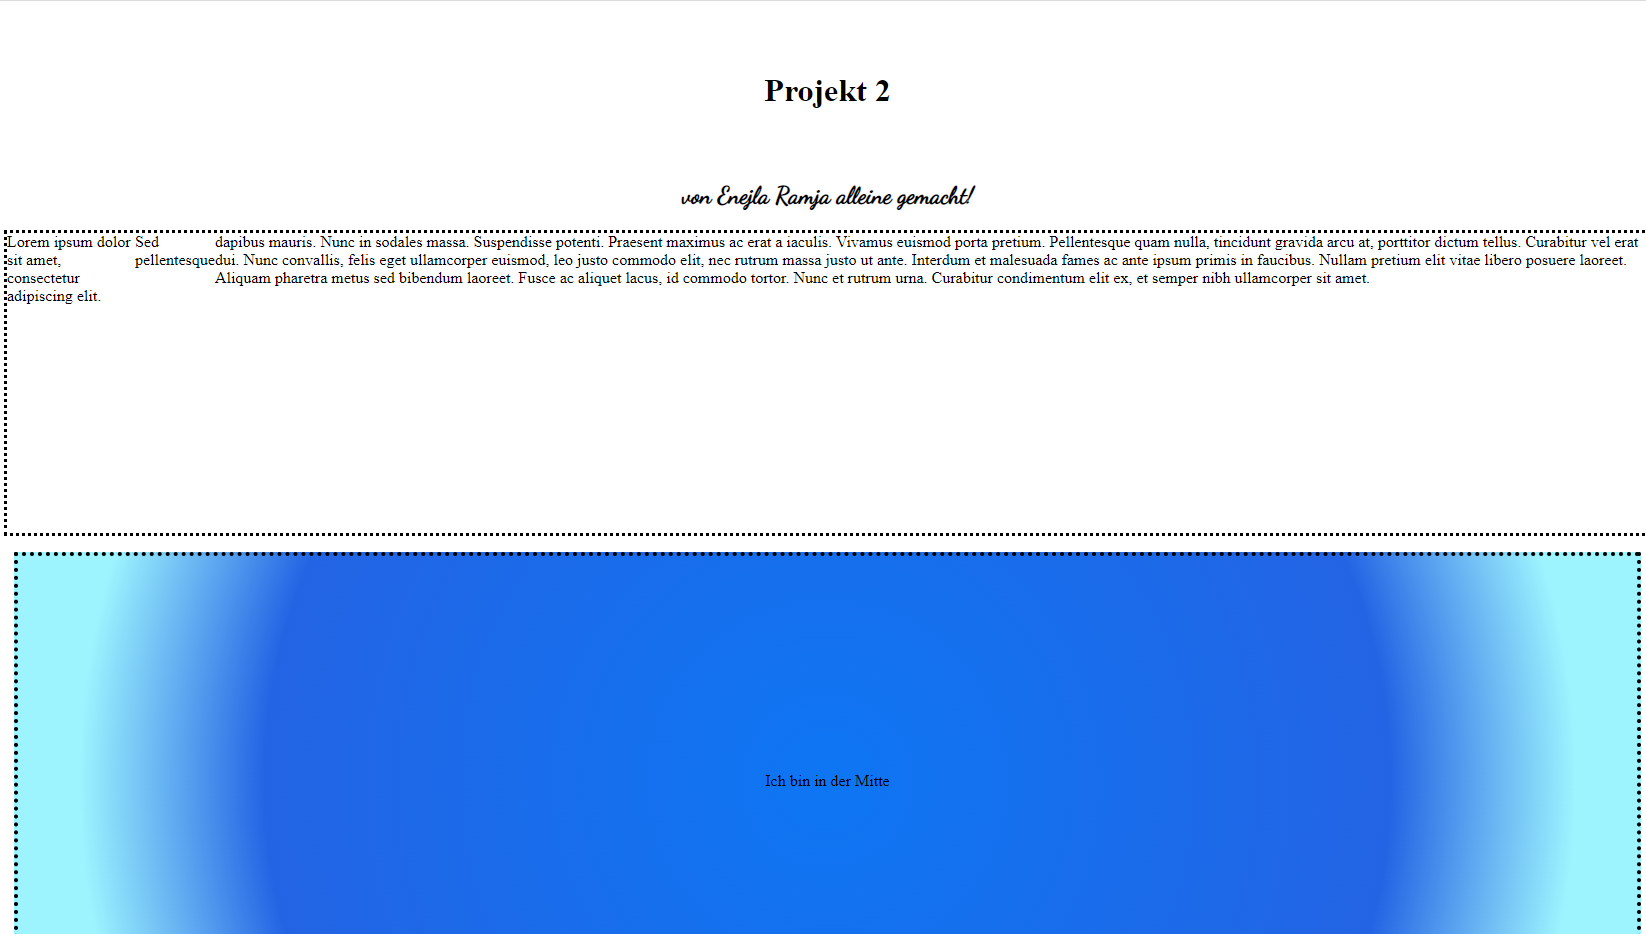 Projekt 2
von Enejla Ramja alleine gemacht!
Lorem ipsum dolor
sit amet,
consectetur
adipiscing elit.
Sed
pellentesque
dapibus mauris. Nunc in sodales massa. Suspendisse potenti. Praesent maximus ac erat a iaculis. Vivamus euismod porta pretium. Pellentesque quam nulla, tincidunt gravida arcu at, porttitor dictum tellus. Curabitur vel erat
dui. Nunc convallis, felis eget ullamcorper euismod, leo justo commodo elit, nec rutrum massa justo ut ante. Interdum et malesuada fames ac ante ipsum primis in faucibus. Nullam pretium elit vitae libero posuere laoreet.
Aliquam pharetra metus sed bibendum laoreet. Fusce ac aliquet lacus, id commodo tortor. Nunc et rutrum urna. Curabitur condimentum elit ex, et semper nibh ullamcorper sit amet.
Ich bin in der Mitte